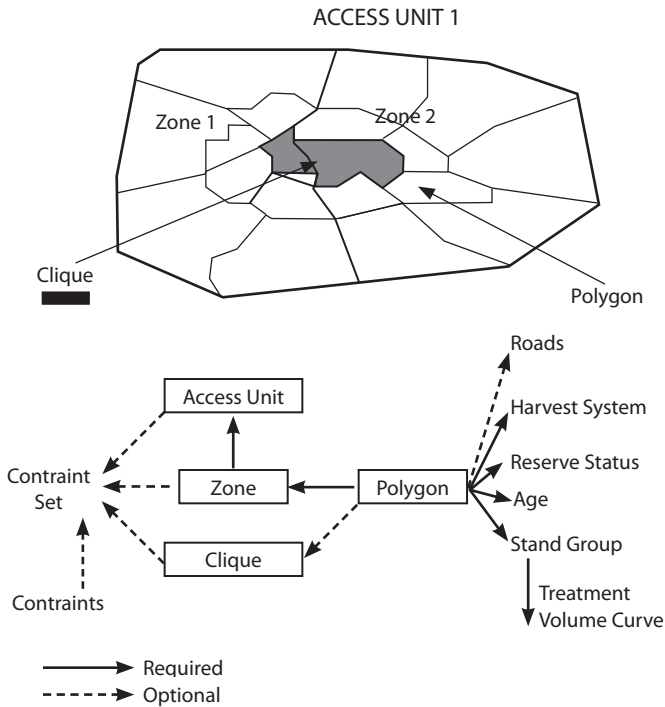 ACCESS UNIT 1
Zone 1
Zone 2
Clique
Polygon
Roads
Access Unit
Harvest System
Contraint
Set
Zone
Polygon
Reserve Status
Age
Clique
Stand Group
Contraints
Treatment
Volume Curve
Required
Optional